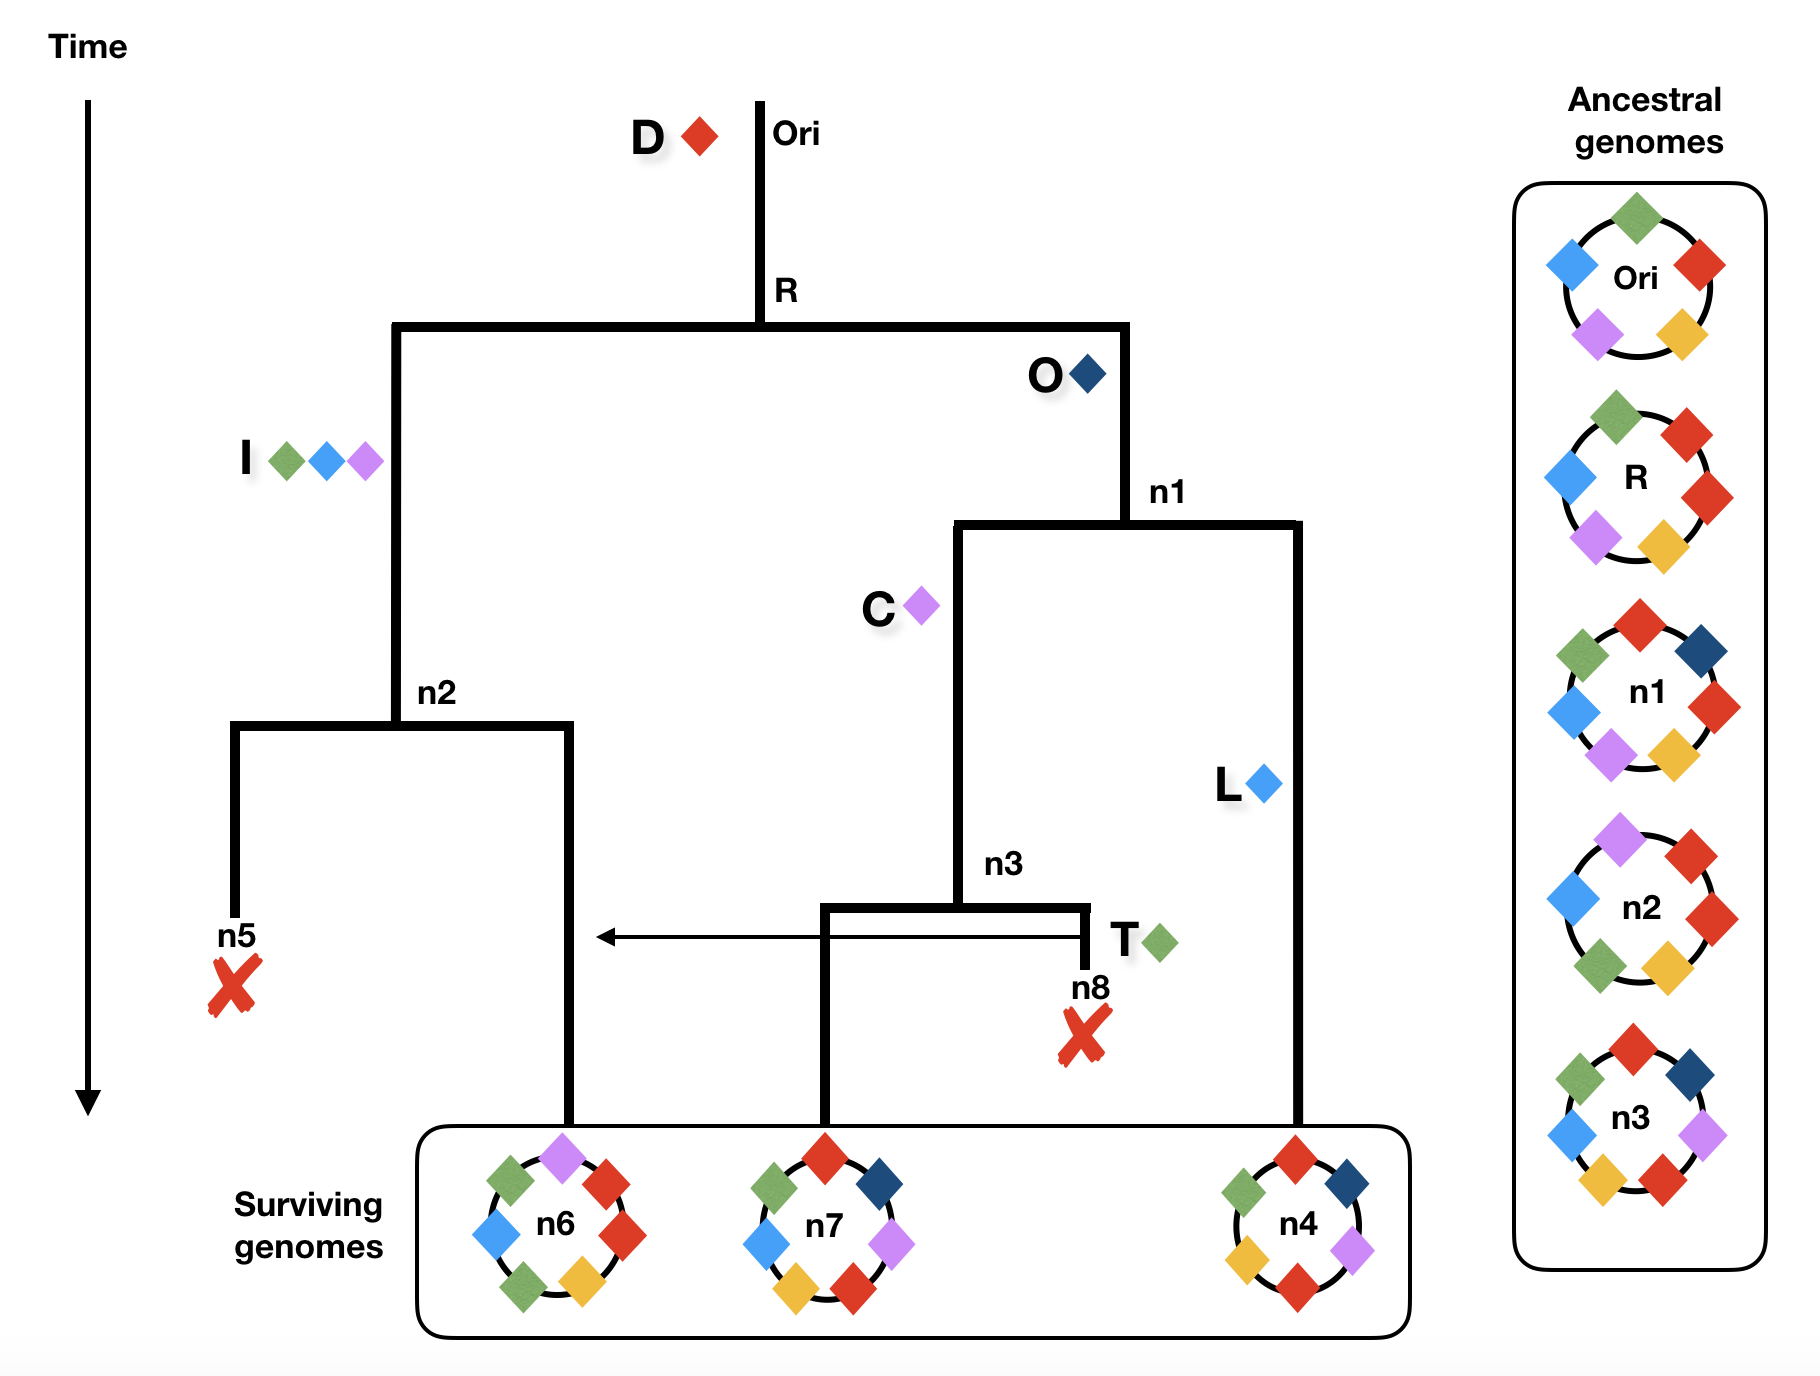 Time
Ancestral
genomes
D
Ori
Ori
R
O
I
R
n1
C
n1
n2
L
n3
n2
n5
T
n8
n3
Surviving
genomes
n6
n7
n4